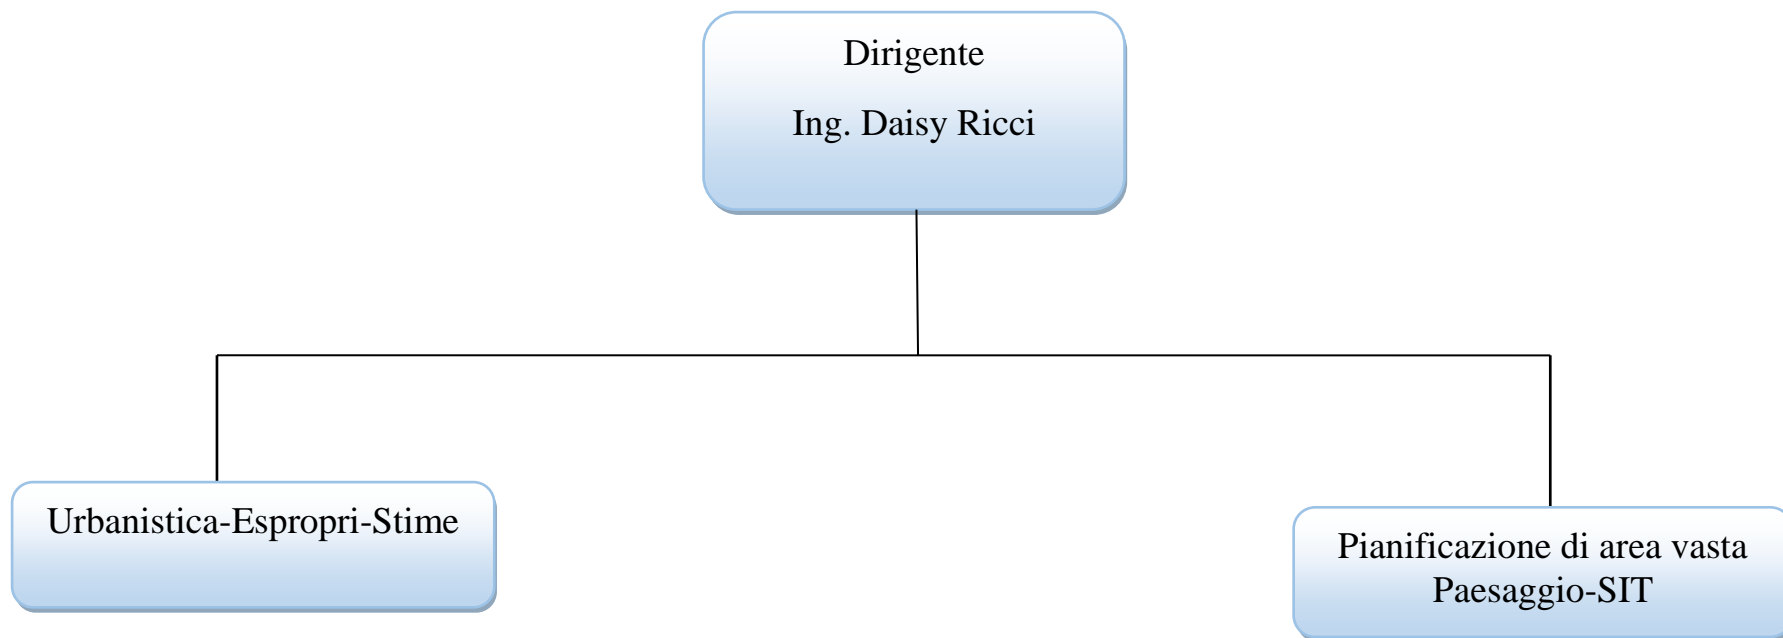 Dirigente
Ing. Daisy Ricci
Urbanistica-Espropri-Stime
Pianificazione di area vasta
Paesaggio-SIT